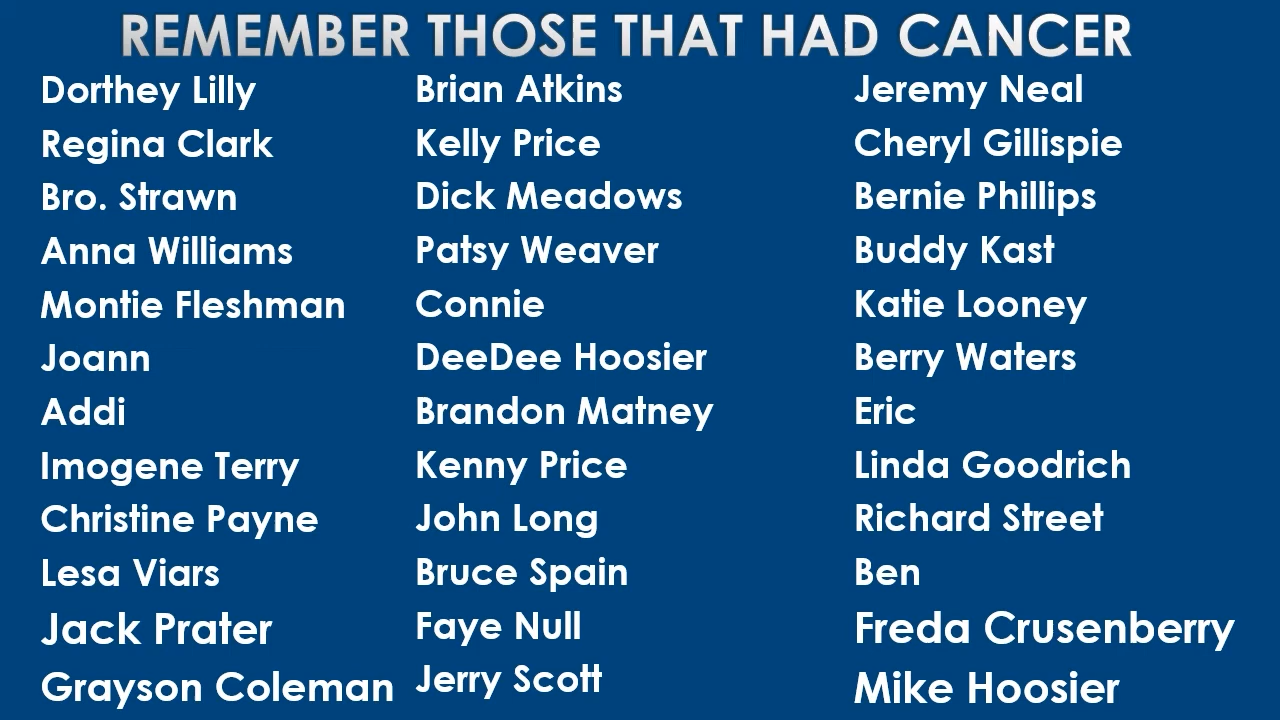 REMEMBER THOSE THAT HAD CANCER
Dorthey Lilly
Regina Clark
Bro. Strawn
Anna Williams
Montie Fleshman
Joann
Addi
Imogene Terry
Christine Payne
Lesa Viars
Jack Prater
Grayson Coleman
Brian Atkins
Kelly Price
Dick Meadows
Patsy Weaver
Connie
DeeDee Hoosier
Brandon Matney
Kenny Price
John Long
Bruce Spain
Faye Null
Jerry Scott
Jeremy Neal
Cheryl Gillispie
Bernie Phillips
Buddy Kast
Katie Looney
Berry Waters
Eric
Linda Goodrich
Richard Street
Ben
Freda Crusenberry
Mike Hoosier